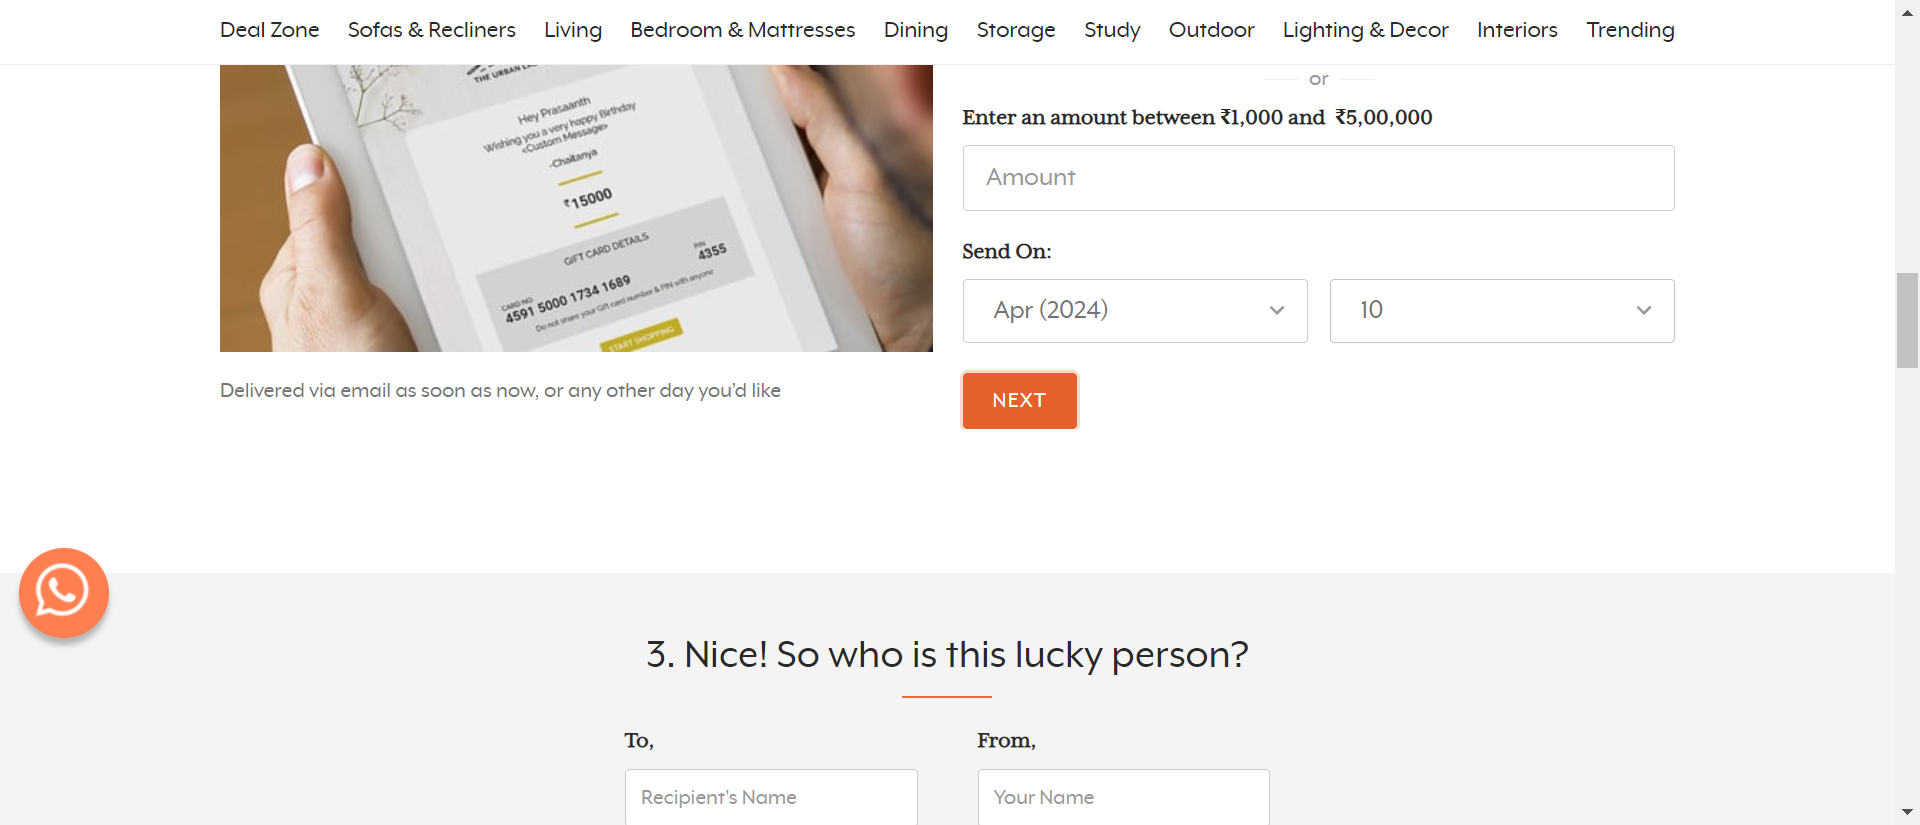 Deal Zone Sofas & Recliners Living Bedroom & Mattresses Dining Storage Study Outdoor Lighting & Decor Interiors Trending
THE URBAN
Hey Prasaanth
Wishing you a very happy Birthday
<Custom Message>
-Chaitanya
₹15000
GIFT CARD DETAILS
CARD NO.
4591 5000 1734 1689
PIN
4355
Do not share your Gift card number & PIN with anyone
START SHOPPING
Delivered via email as soon as now, or any other day you’d like
or
Enter an amount between ₹1,000 and ₹5,00,000
Amount
Send On:
Apr (2024) 10
NEXT
3. Nice! So who is this lucky person?
To, From,
Recipient's Name Your Name